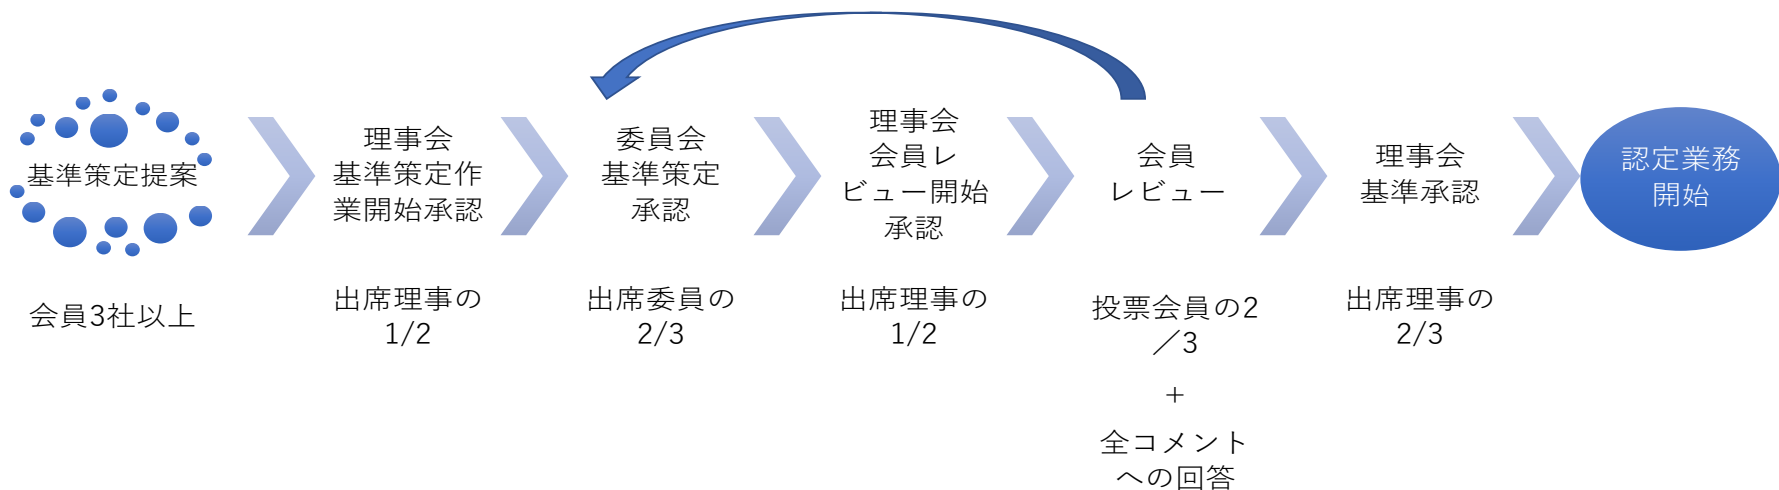 基準策定提案
会員3社以上
理事会
基準策定作
業開始承認
出席理事の
1/2
委員会
基準策定
承認
出席委員の
2/3
理事会
会員レ
ビュー開始
承認
出席理事の
1/2
会員
レビュー
投票会員の2
／3
+
全コメント
への回答
理事会
基準承認
出席理事の
2/3
認定業務
開始